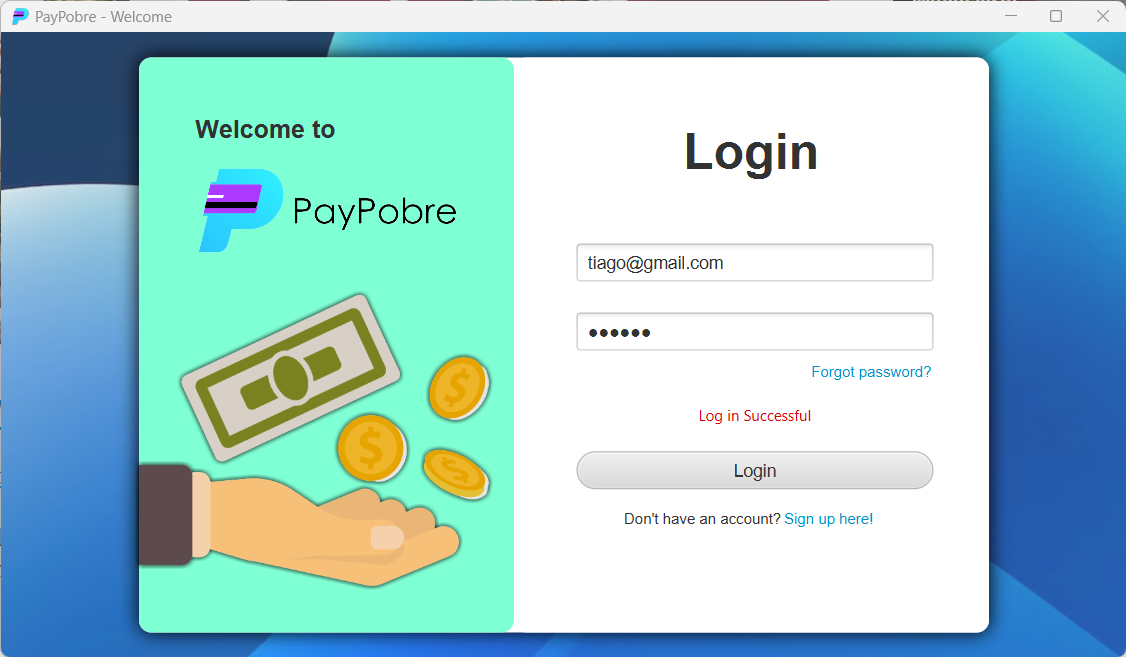 PayPobre - Welcome
Welcome to
PayPobre
$
$
$
Login
tiago@gmail.com
••••••
Forgot password?
Log in Successful
Login
Don't have an account? Sign up here!